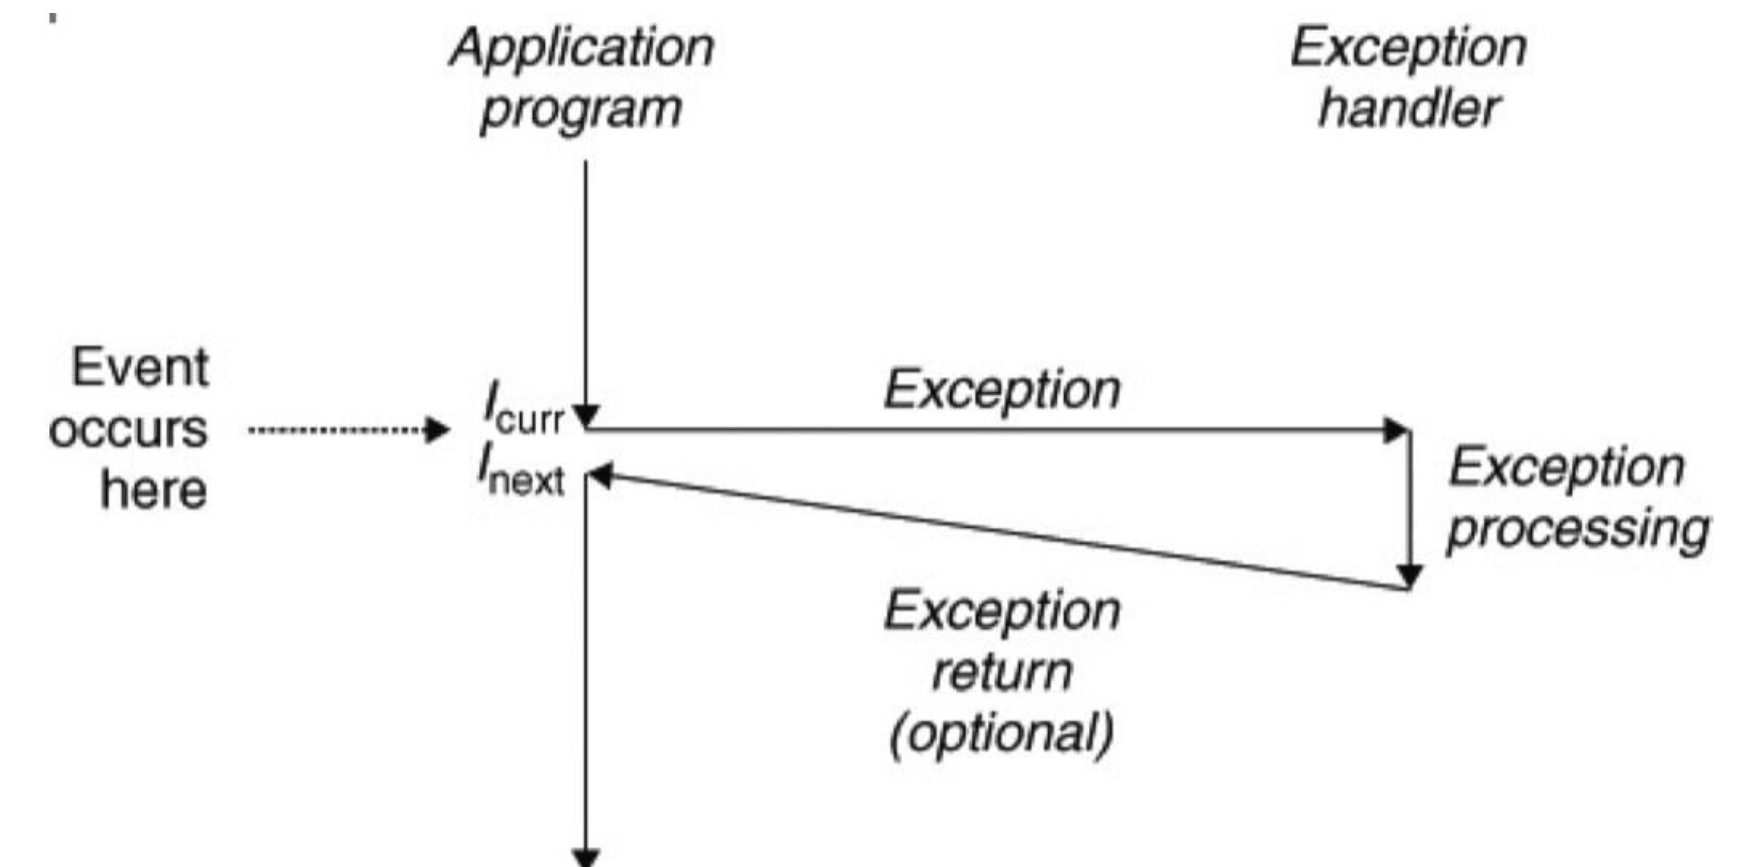 Application
program
Exception
handler
Event
occurs
here
Icurr
Inext
Exception
Exception
processing
Exception
return
(optional)